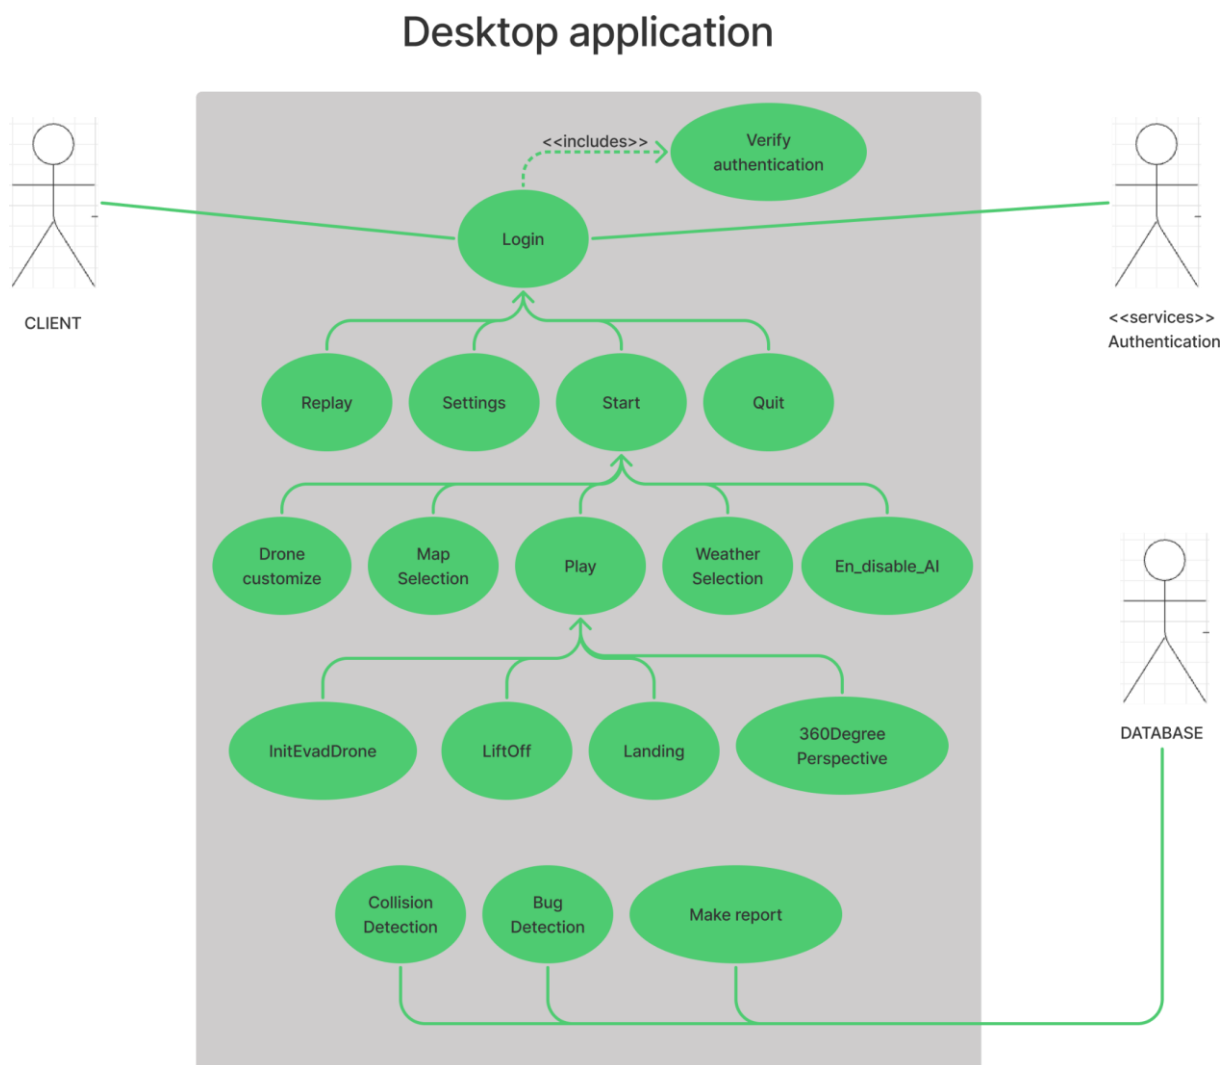 Desktop application
<<includes>>
Verify
authentication
Login
CLIENT
<<services>>
Authentication
Replay
Settings
Start
Quit
Drone
customize
Map
Selection
Play
Weather
Selection
En_disable_AI
DATABASE
InitEvadDrone
LiftOff
Landing
360Degree
Perspective
Collision
Detection
Bug
Detection
Make report